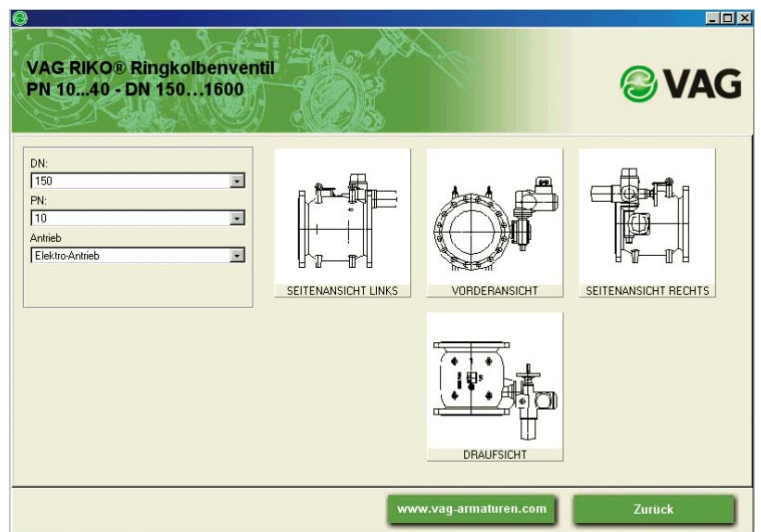 VAG RIKO® Ringkolbenventil
PN 10...40 - DN 150...1600
VAG
DN:
150
PN:
10
Antrieb
Elektro-Antrieb
SEITENANSICHT LINKS
VORDERANSICHT
SEITENANSICHT RECHTS
DRAUFSICHT
www.vag-armaturen.com
Zurück